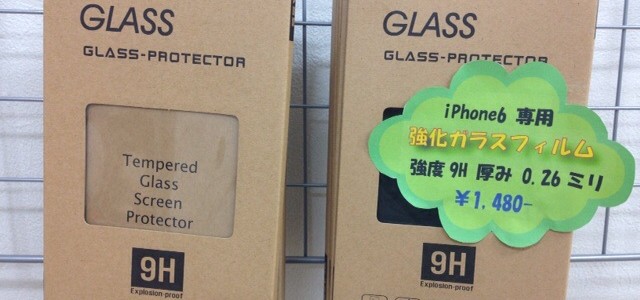 GLASS
GLASS-PROTECTOR
Tempered
Glass
Screen
Protector
9H
Explosion-proof
GLASS
GLASS-PROTECTOR
iPhone6 専用
強化ガラスフィルム
強度 9H 厚み 0.26 ミリ
¥1,480-
9H
Explosion-proof